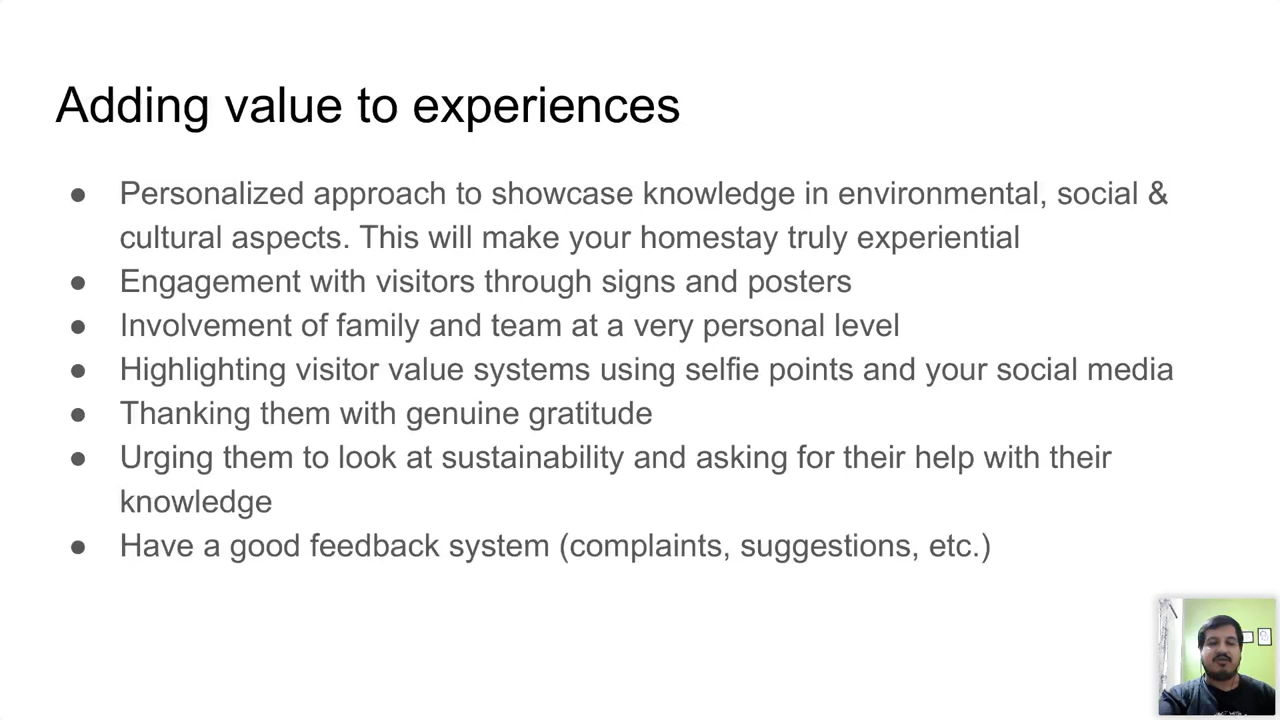 Adding value to experiences
● Personalized approach to showcase knowledge in environmental, social &
cultural aspects. This will make your homestay truly experiential
● Engagement with visitors through signs and posters
● Involvement of family and team at a very personal level
● Highlighting visitor value systems using selfie points and your social media
● Thanking them with genuine gratitude
● Urging them to look at sustainability and asking for their help with their
knowledge
● Have a good feedback system (complaints, suggestions, etc.)